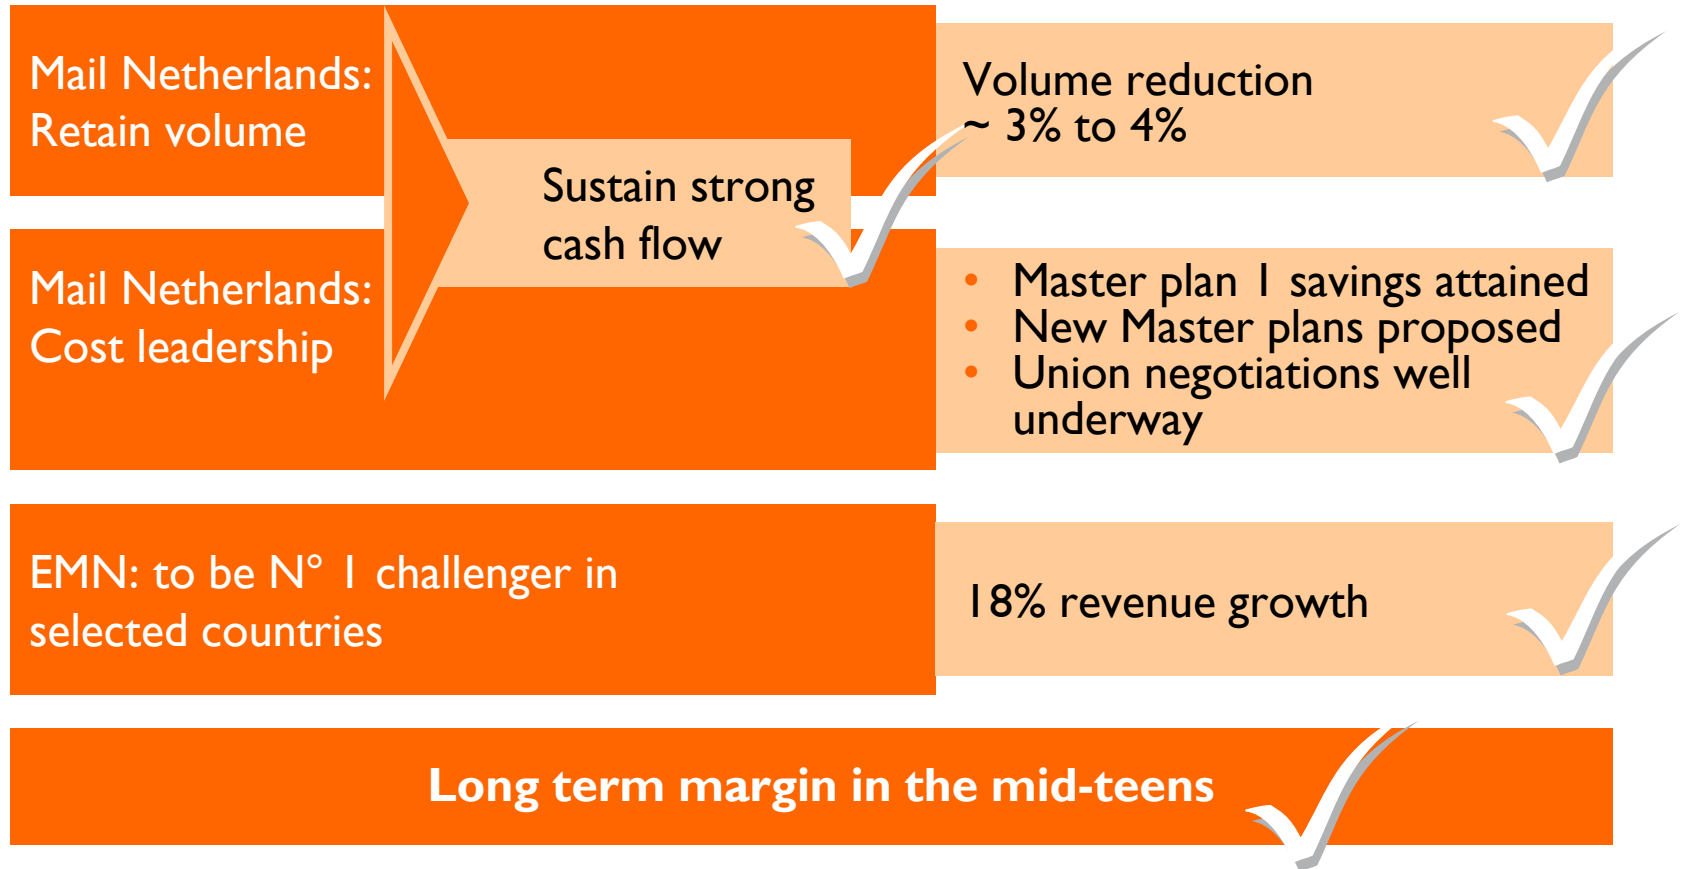 Mail Netherlands:
Retain volume
Sustain strong
cash flow
Volume reduction
~ 3% to 4%
Mail Netherlands:
Cost leadership
• Master plan 1 savings attained
• New Master plans proposed
• Union negotiations well
underway
EMN: to be N° 1 challenger in
selected countries
18% revenue growth
Long term margin in the mid-teens